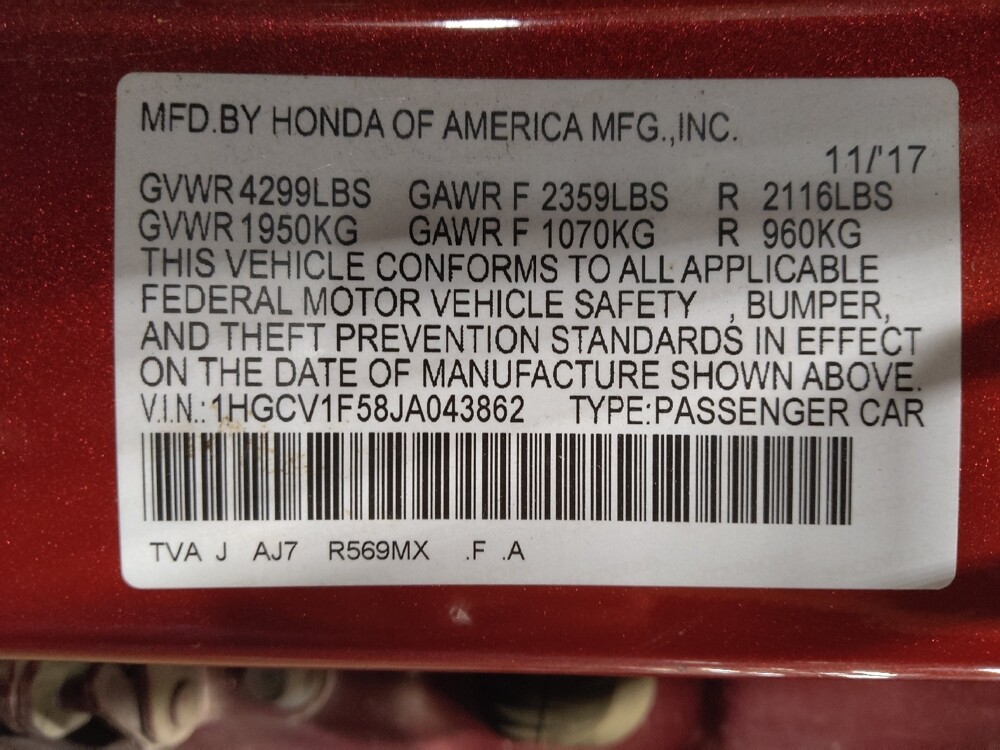 MFD.BY HONDA OF AMERICA MFG.,INC.
11/'17
GVWR 4299LBS GAWR F 2359LBS R 2116LBS
GVWR 1950KG GAWR F 1070KG R 960KG
THIS VEHICLE CONFORMS TO ALL APPLICABLE
FEDERAL MOTOR VEHICLE SAFETY , BUMPER,
AND THEFT PREVENTION STANDARDS IN EFFECT
ON THE DATE OF MANUFACTURE SHOWN ABOVE.
V.I.N.:1HGCV1F58JA043862 TYPE:PASSENGER CAR
TVA J AJ7 R569MX .F .A